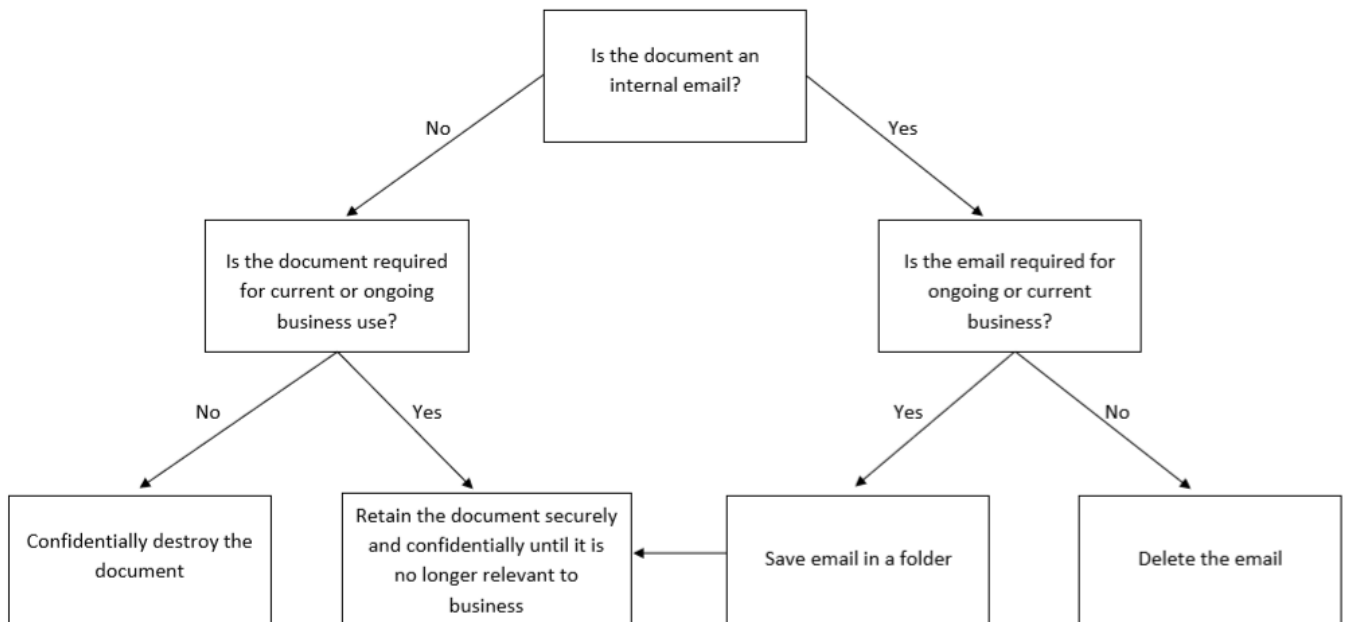 Is the document an
internal email?
No
Yes
Is the document required
for current or ongoing
business use?
Is the email required for
ongoing or current
business?
No
Yes
Yes
No
Confidentially destroy the
document
Retain the document securely
and confidentially until it is
no longer relevant to
business
Save email in a folder
Delete the email